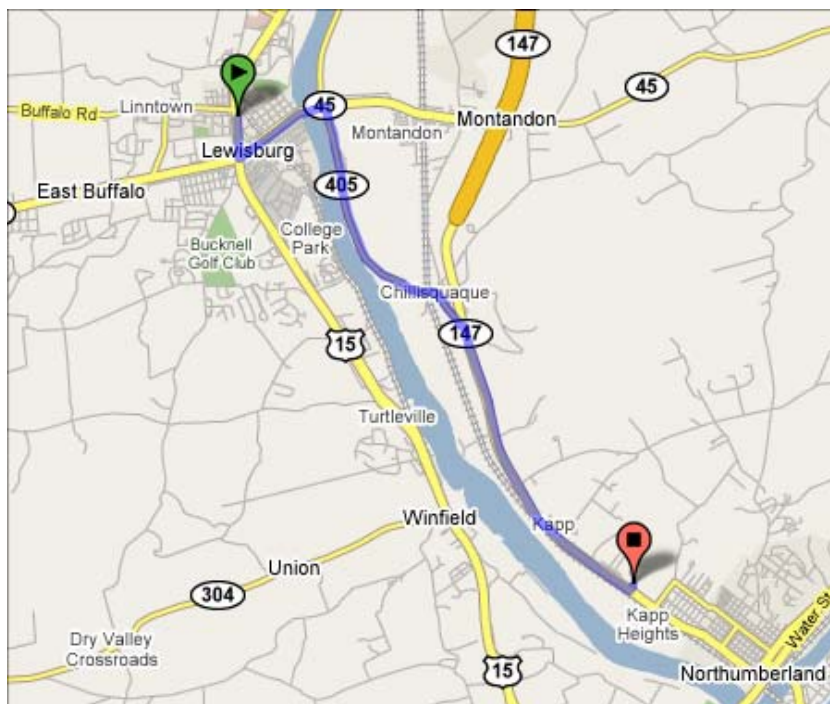 147
45
Buffalo Rd
Linntown
45
Montandon
Montandon
Lewisburg
East Buffalo
405
College
Park
Bucknell
Golf Club
Chillisquaque
15
147
Turtleville
Winfield
Kapp
Union
304
Kapp
Heights
Water St
Dry Valley
Crossroads
15
Northumberland